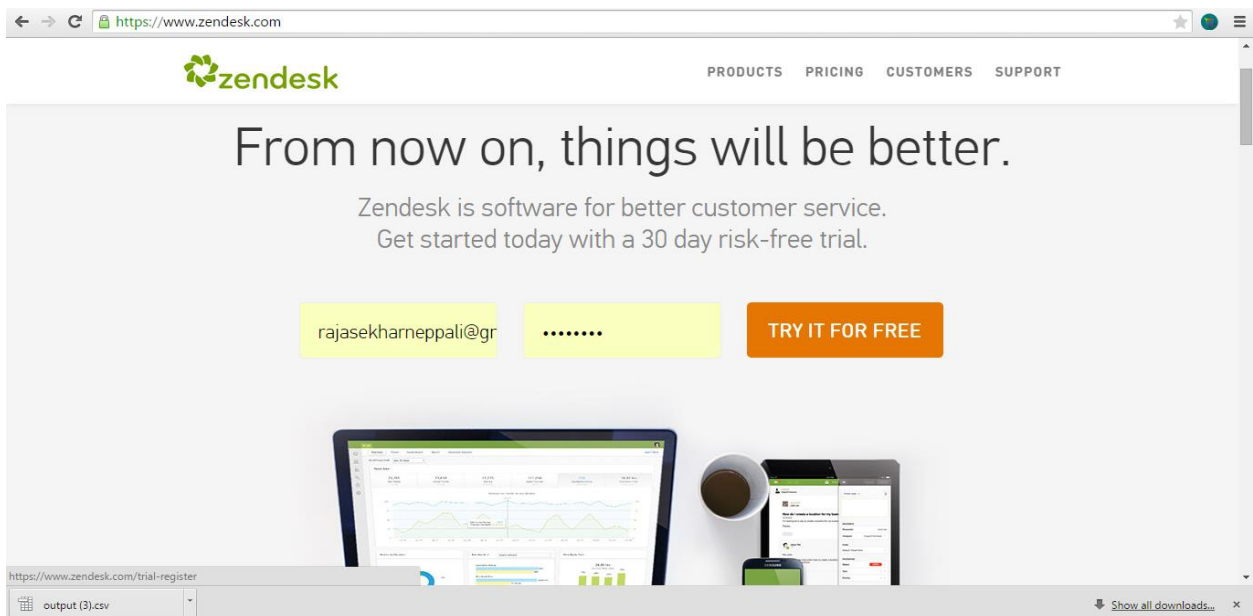 https://www.zendesk.com
zendesk
PRODUCTS PRICING CUSTOMERS SUPPORT
From now on, things will be better.
Zendesk is software for better customer service.
Get started today with a 30 day risk-free trial.
rajasekharneppali@gr
••••••••
TRY IT FOR FREE
https://www.zendesk.com/trial-register
output (3).csv
Show all downloads...